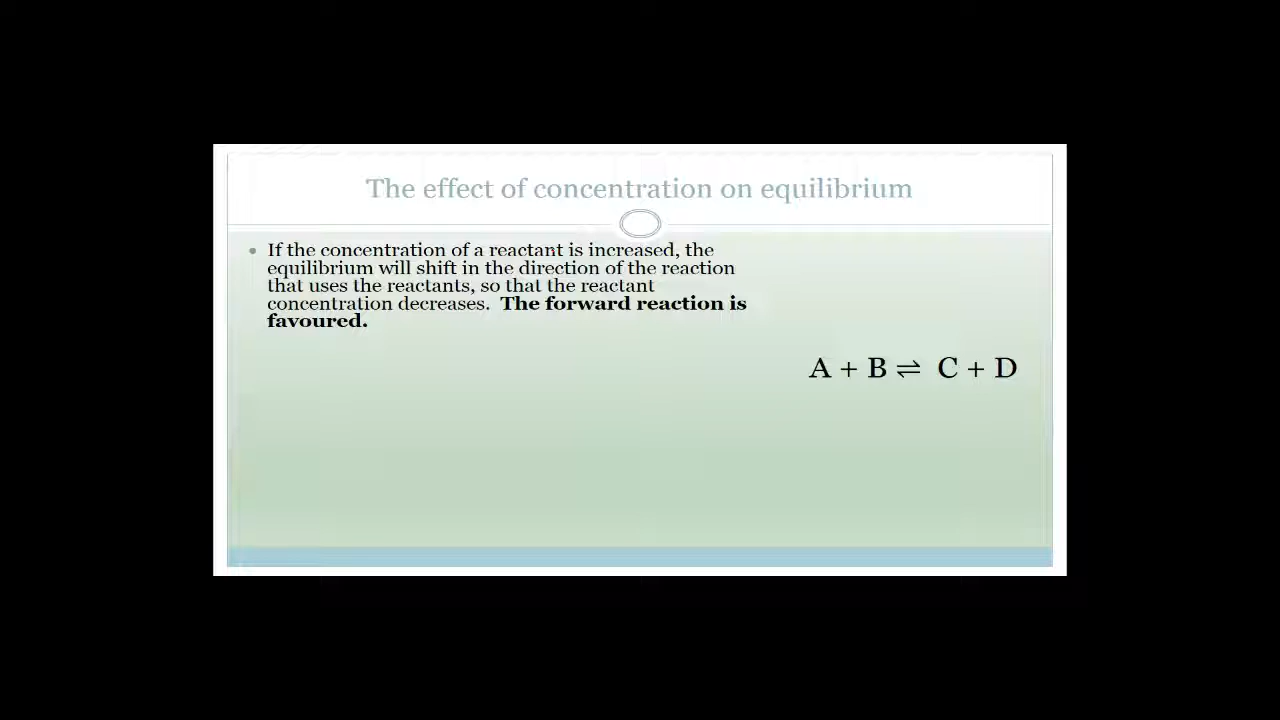 The effect of concentration on equilibrium
• If the concentration of a reactant is increased, the
equilibrium will shift in the direction of the reaction
that uses the reactants, so that the reactant
concentration decreases. The forward reaction is
favoured.
A + B ⇌ C + D